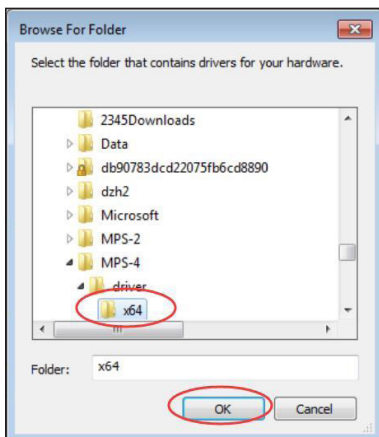 Browse For Folder
Select the folder that contains drivers for your hardware.
2345Downloads
Data
db90783dcd22075fb6cd8890
dzh2
Microsoft
MPS-2
MPS-4
driver
x64
Folder:
x64
OK
Cancel